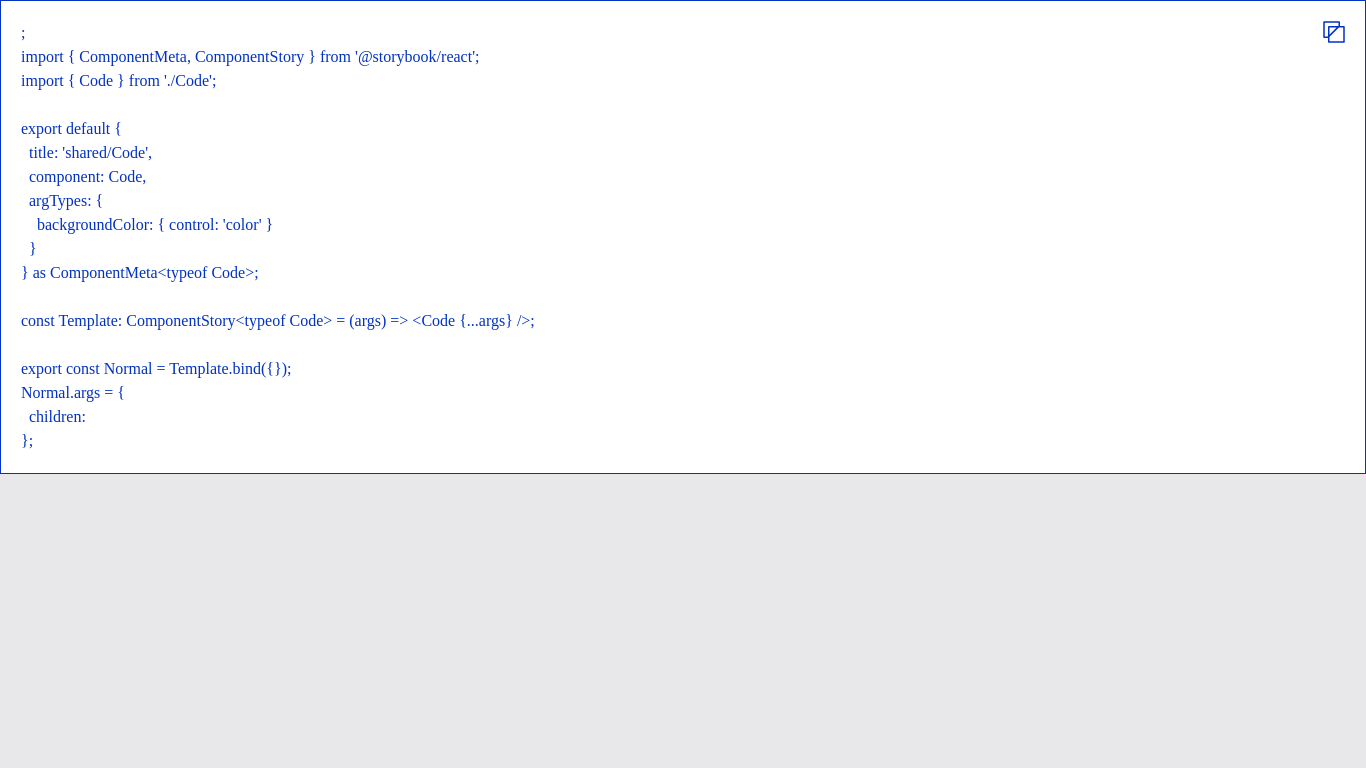 ;
import { ComponentMeta, ComponentStory } from '@storybook/react';
import { Code } from './Code';

export default {
  title: 'shared/Code',
  component: Code,
  argTypes: {
    backgroundColor: { control: 'color' }
  }
} as ComponentMeta<typeof Code>;

const Template: ComponentStory<typeof Code> = (args) => <Code {...args} />;

export const Normal = Template.bind({});
Normal.args = {
  children:
};